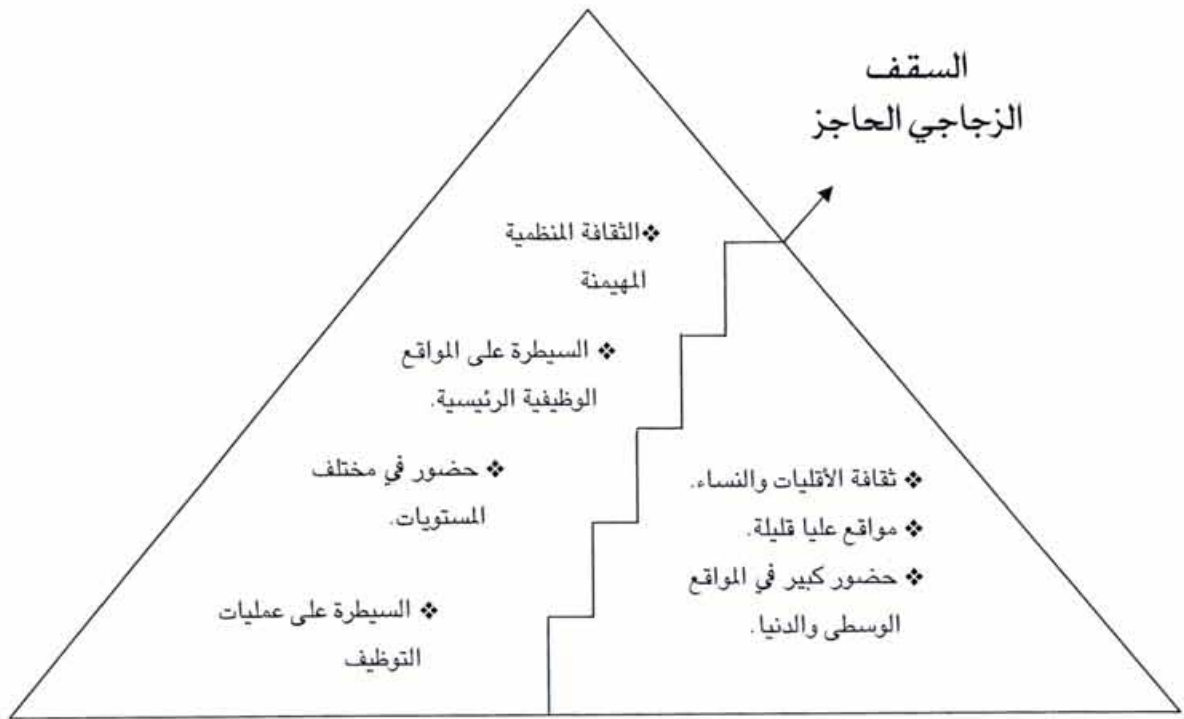 السقف
الزجاجي الحاجز
❖الثقافة المنظمية
المهيمنة
❖ السيطرة على المواقع
الوظيفية الرئيسية.
❖ حضور في مختلف
المستويات.
❖ السيطرة على عمليات
التوظيف
❖ ثقافة الأقليات والنساء.
❖ مواقع عليا قليلة.
❖ حضور كبير في المواقع
الوسطى والدنيا.